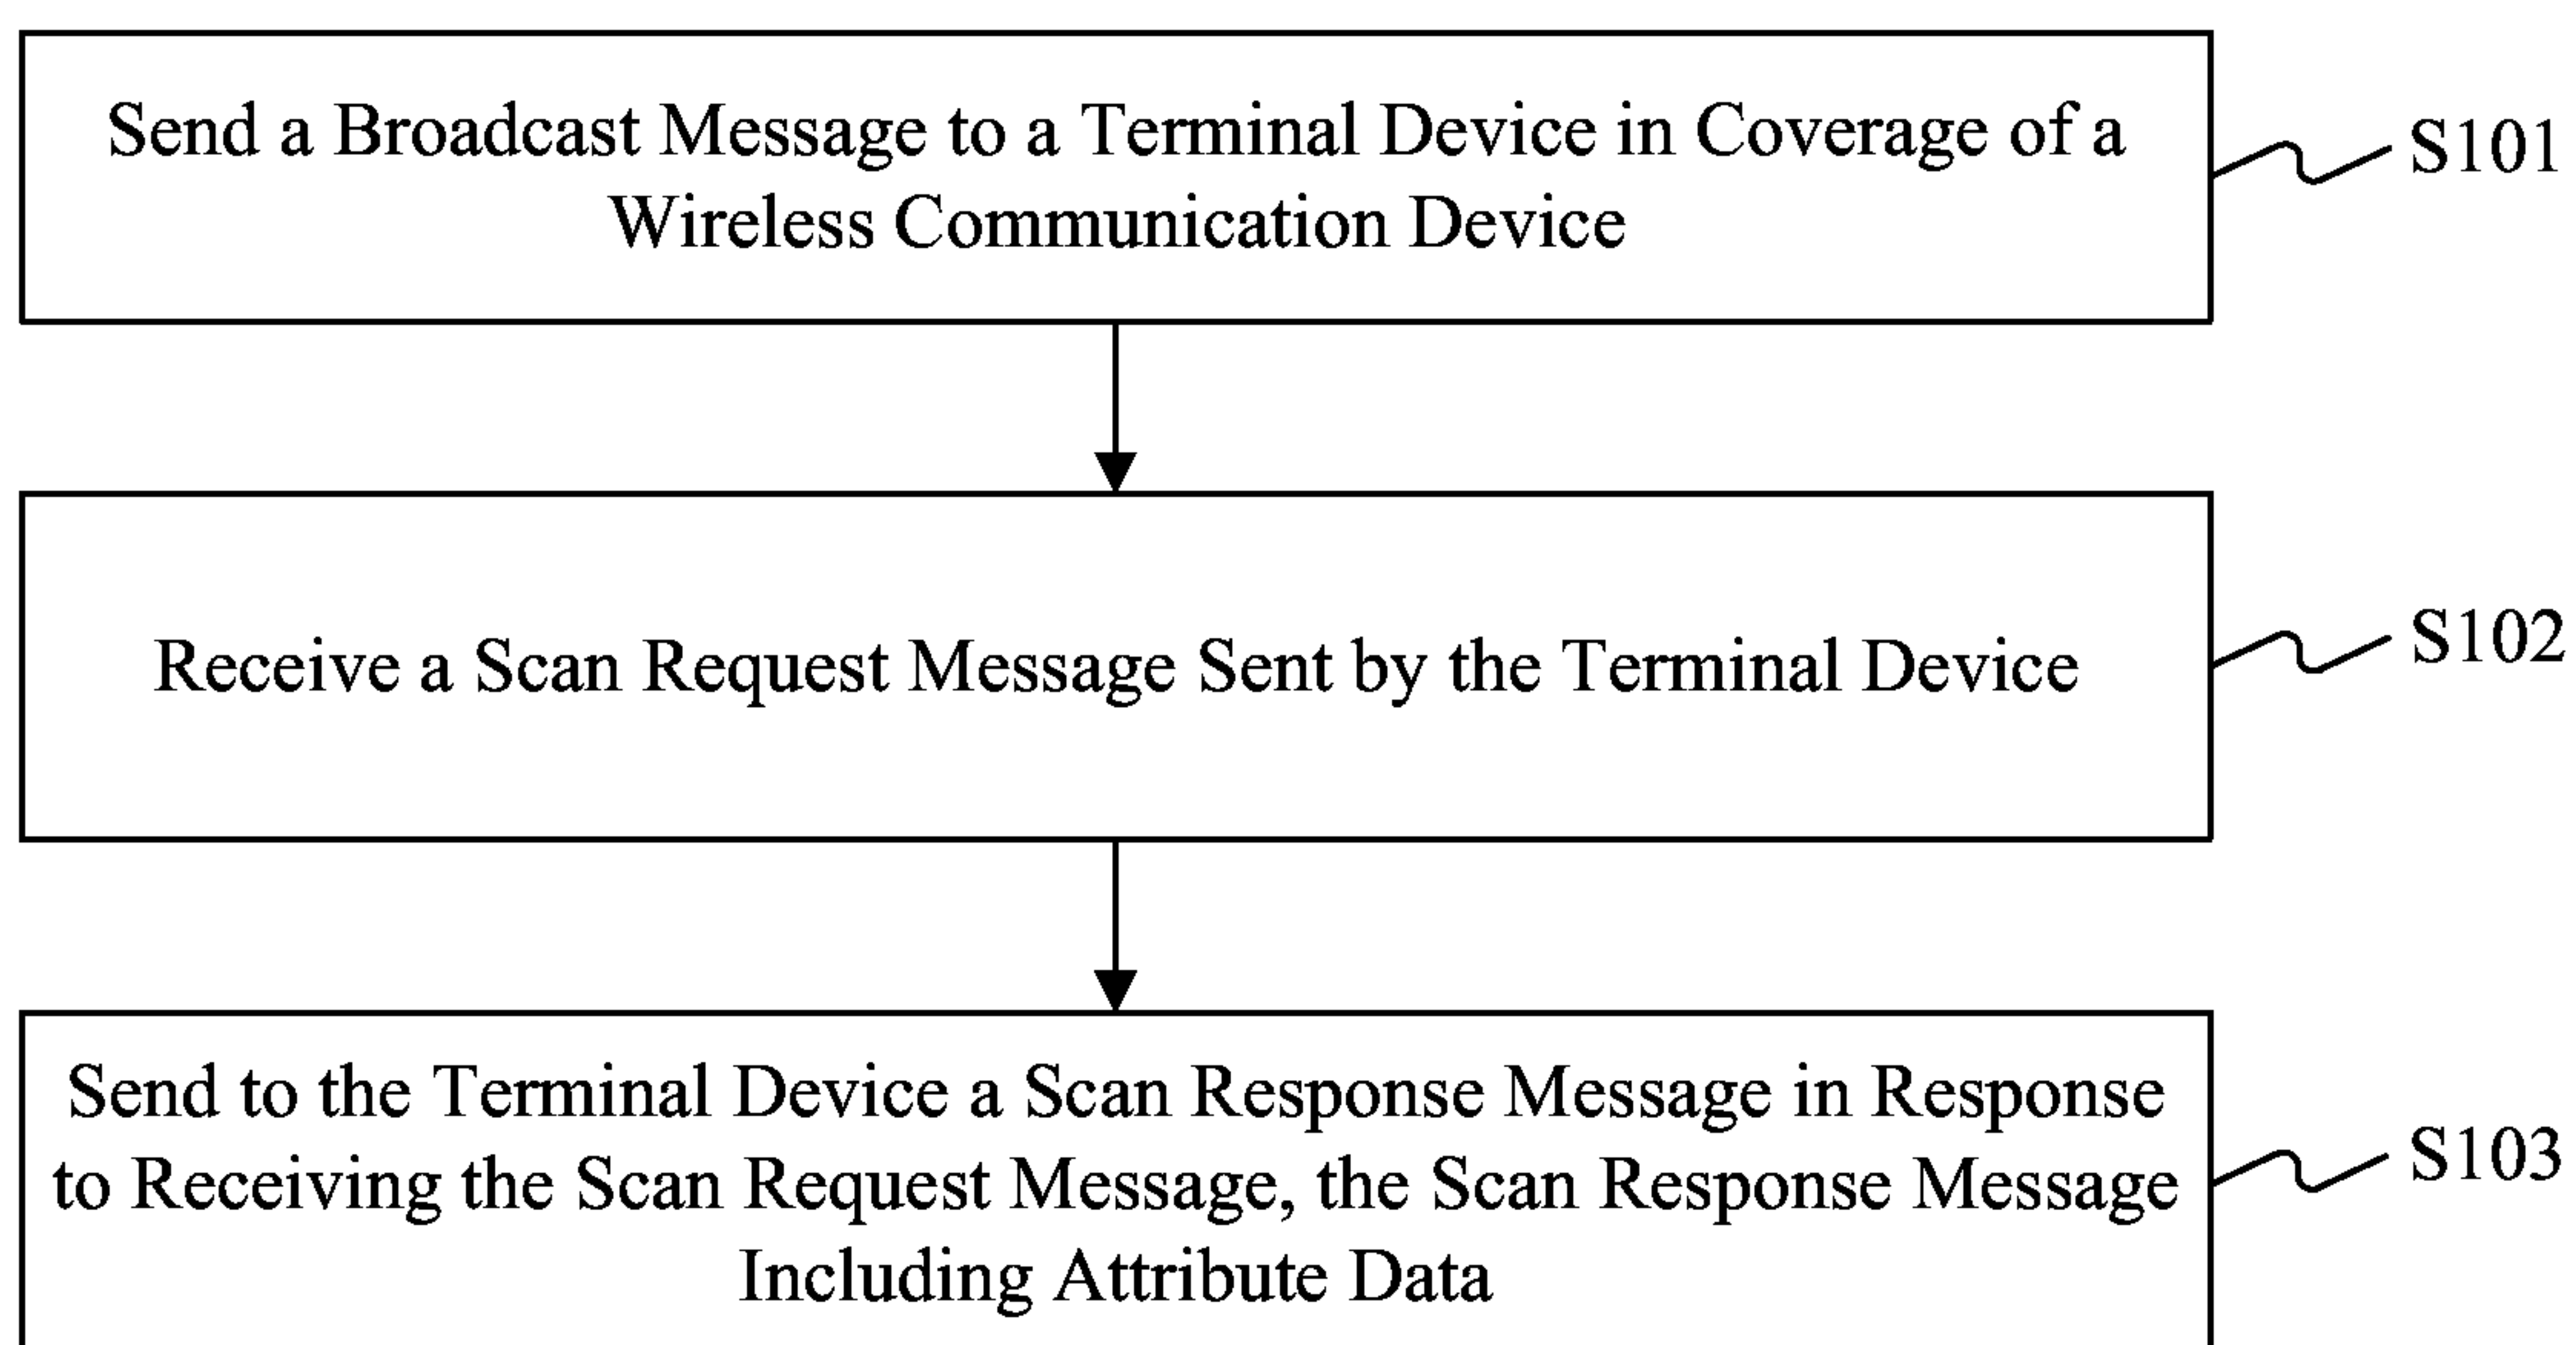 Send a Broadcast Message to a Terminal Device in Coverage of a
Wireless Communication Device
S101
Receive a Scan Request Message Sent by the Terminal Device
S102
Send to the Terminal Device a Scan Response Message in Response
to Receiving the Scan Request Message, the Scan Response Message
Including Attribute Data
S103